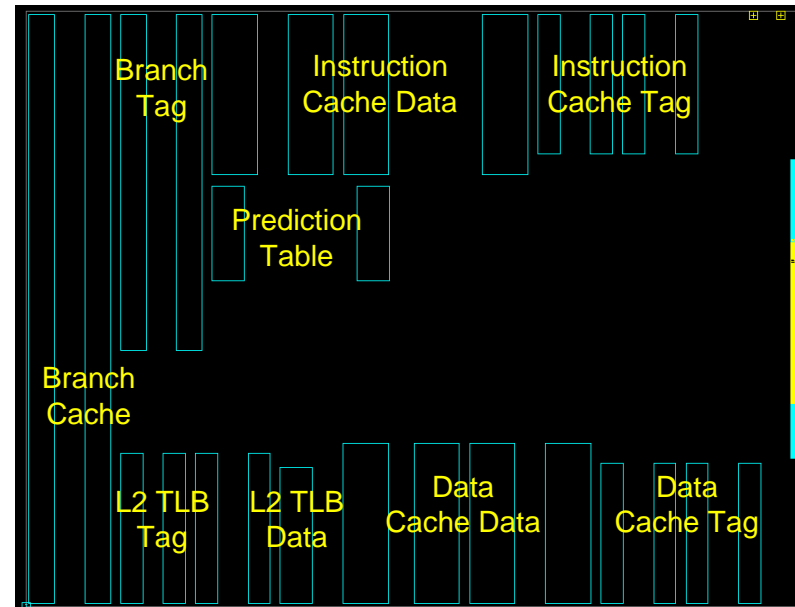 Branch
Tag
Instruction
Cache Data
Instruction
Cache Tag
Prediction
Table
Branch
Cache
L2 TLB
Tag
L2 TLB
Data
Data
Cache Data
Data
Cache Tag